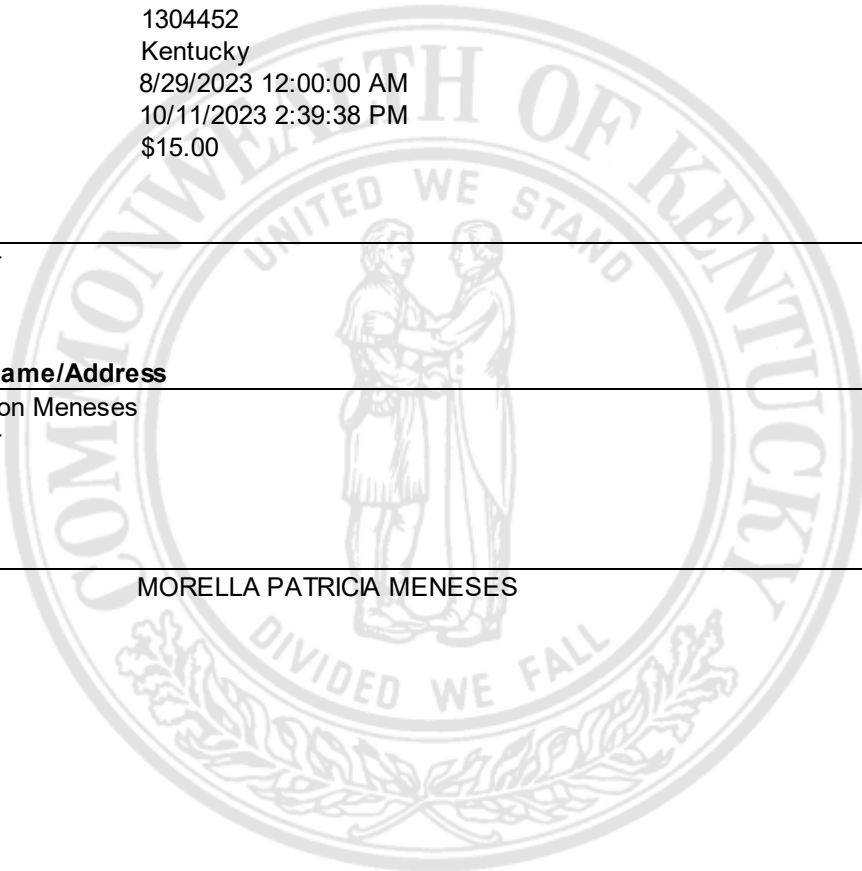 1304452
Kentucky
8/29/2023 12:00:00 AM
10/11/2023 2:39:38 PM
$15.00
COMMONWEALTH OF KENTUCKY
UNITED WE STAND
ame/Address
on Meneses
MORELLA PATRICIA MENESES
DIVIDED WE FALL